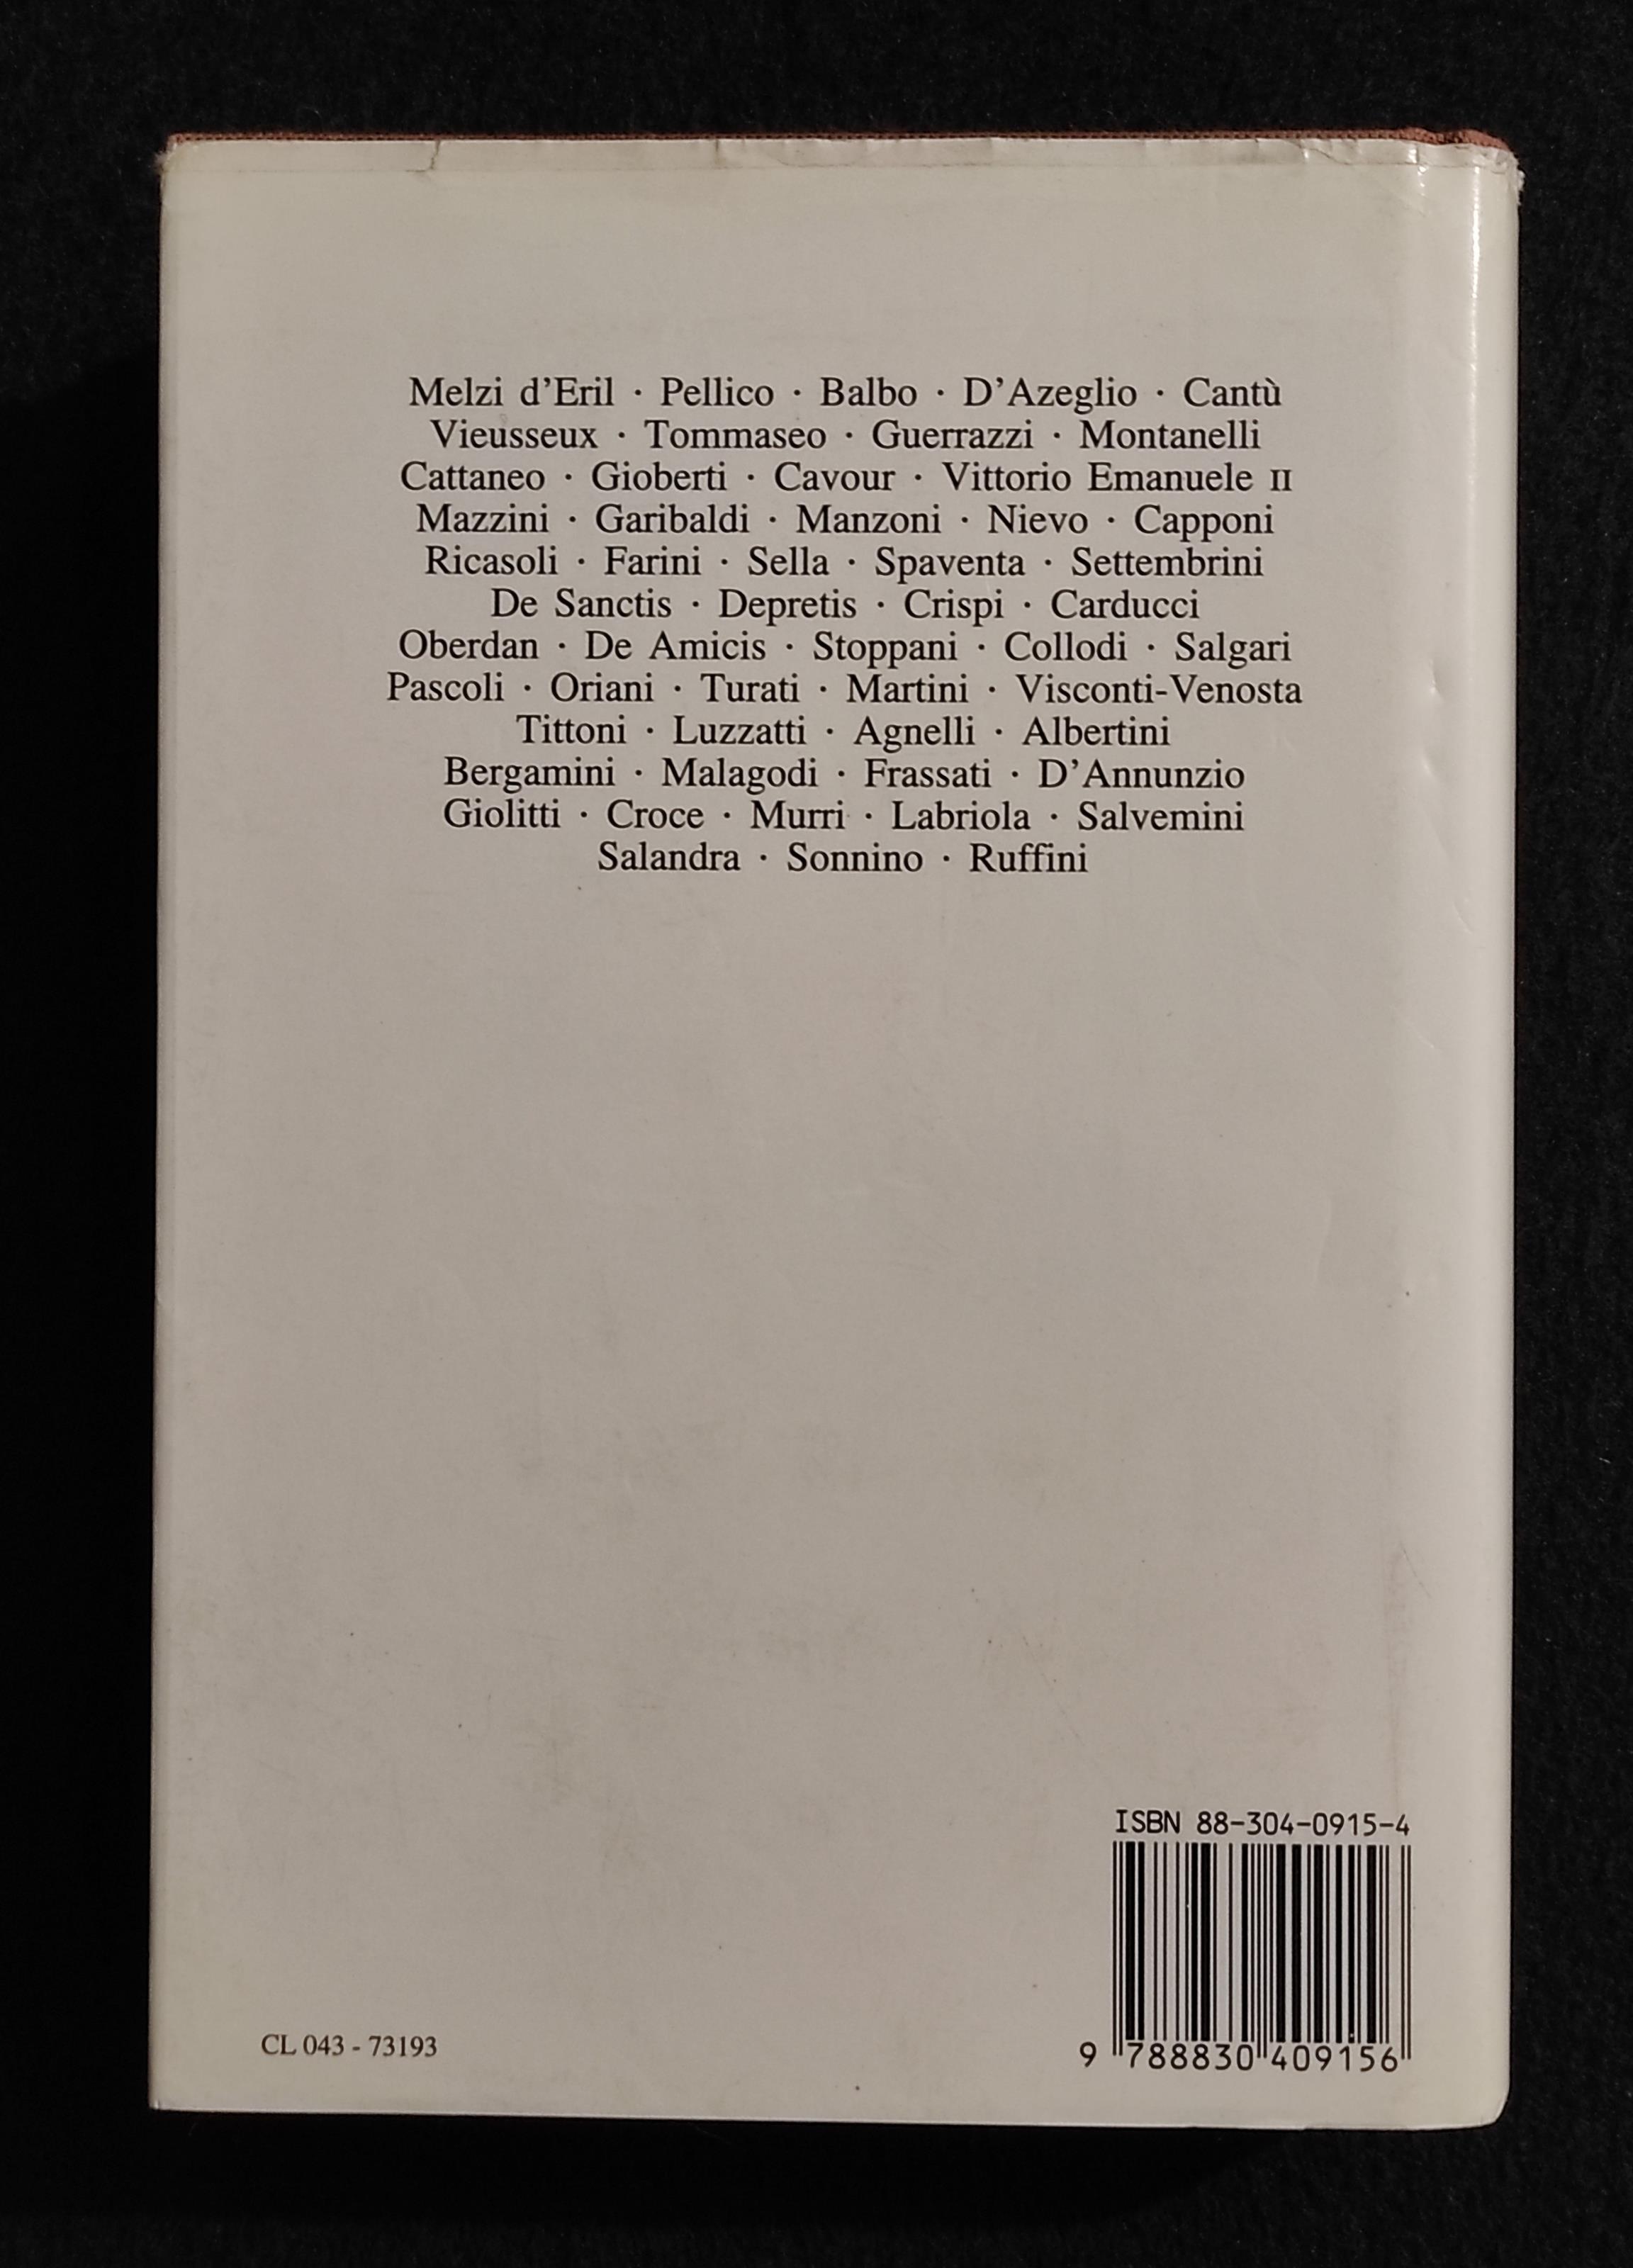 Melzi d'Eril · Pellico · Balbo · D'Azeglio · Cantù
Vieusseux · Tommaseo · Guerrazzi · Montanelli
Cattaneo · Gioberti · Cavour · Vittorio Emanuele II
Mazzini · Garibaldi · Manzoni · Nievo · Capponi
Ricasoli · Farini · Sella · Spaventa · Settembrini
De Sanctis · Depretis · Crispi · Carducci
Oberdan · De Amicis · Stoppani · Collodi · Salgari
Pascoli · Oriani · Turati · Martini · Visconti-Venosta
Tittoni · Luzzatti · Agnelli · Albertini
Bergamini · Malagodi · Frassati · D'Annunzio
Giolitti · Croce · Murri · Labriola · Salvemini
Salandra · Sonnino · Ruffini
ISBN 88-304-0915-4
9 788830 409156
CL 043 - 73193